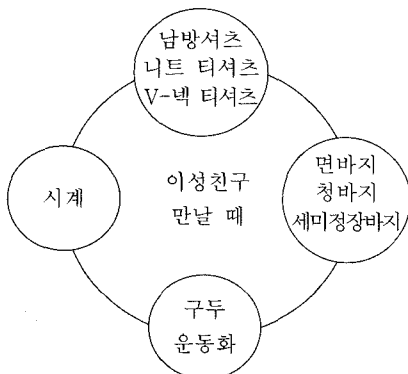 남방셔츠
니트 티셔츠
V-넥 티셔츠
시계
이성친구
만날 때
면바지
청바지
세미정장바지
구두
운동화